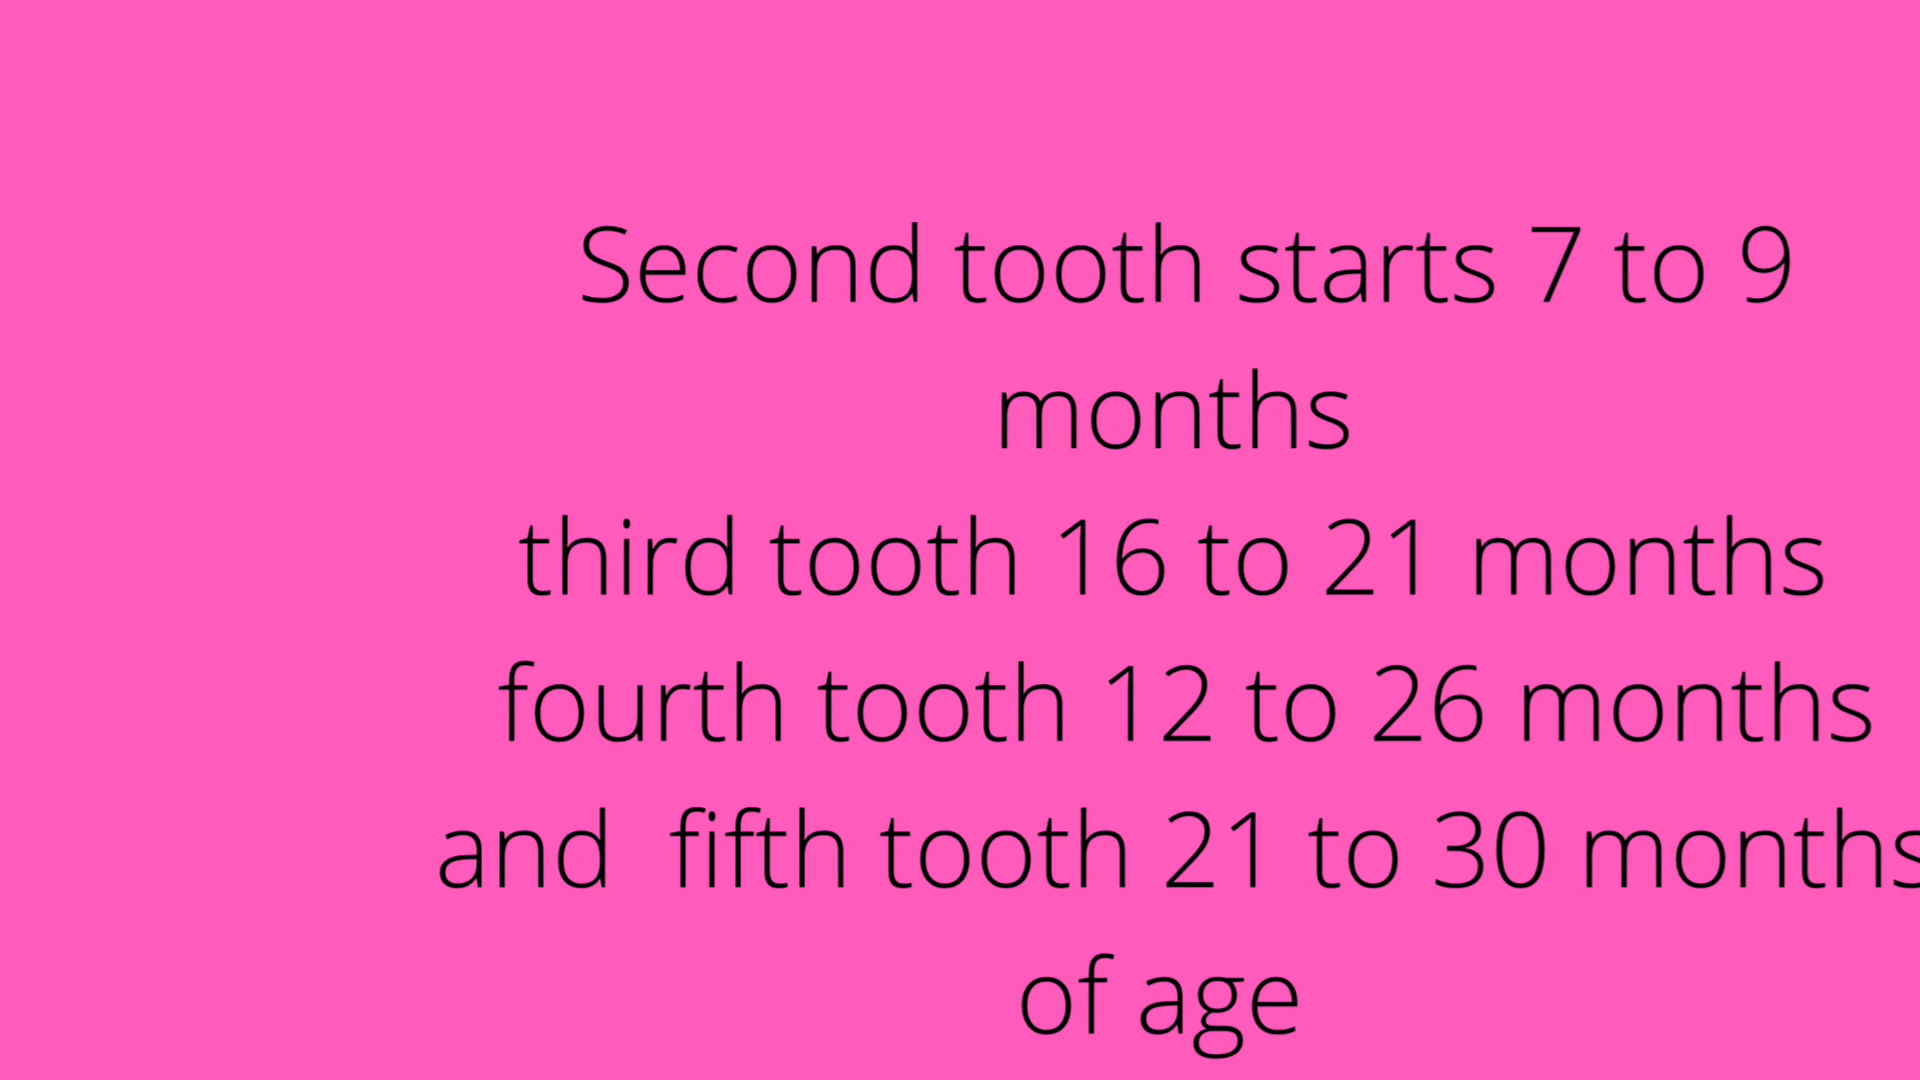 Second tooth starts 7 to 9
months
third tooth 16 to 21 months
fourth tooth 12 to 26 months
and  fifth tooth 21 to 30 months
of age